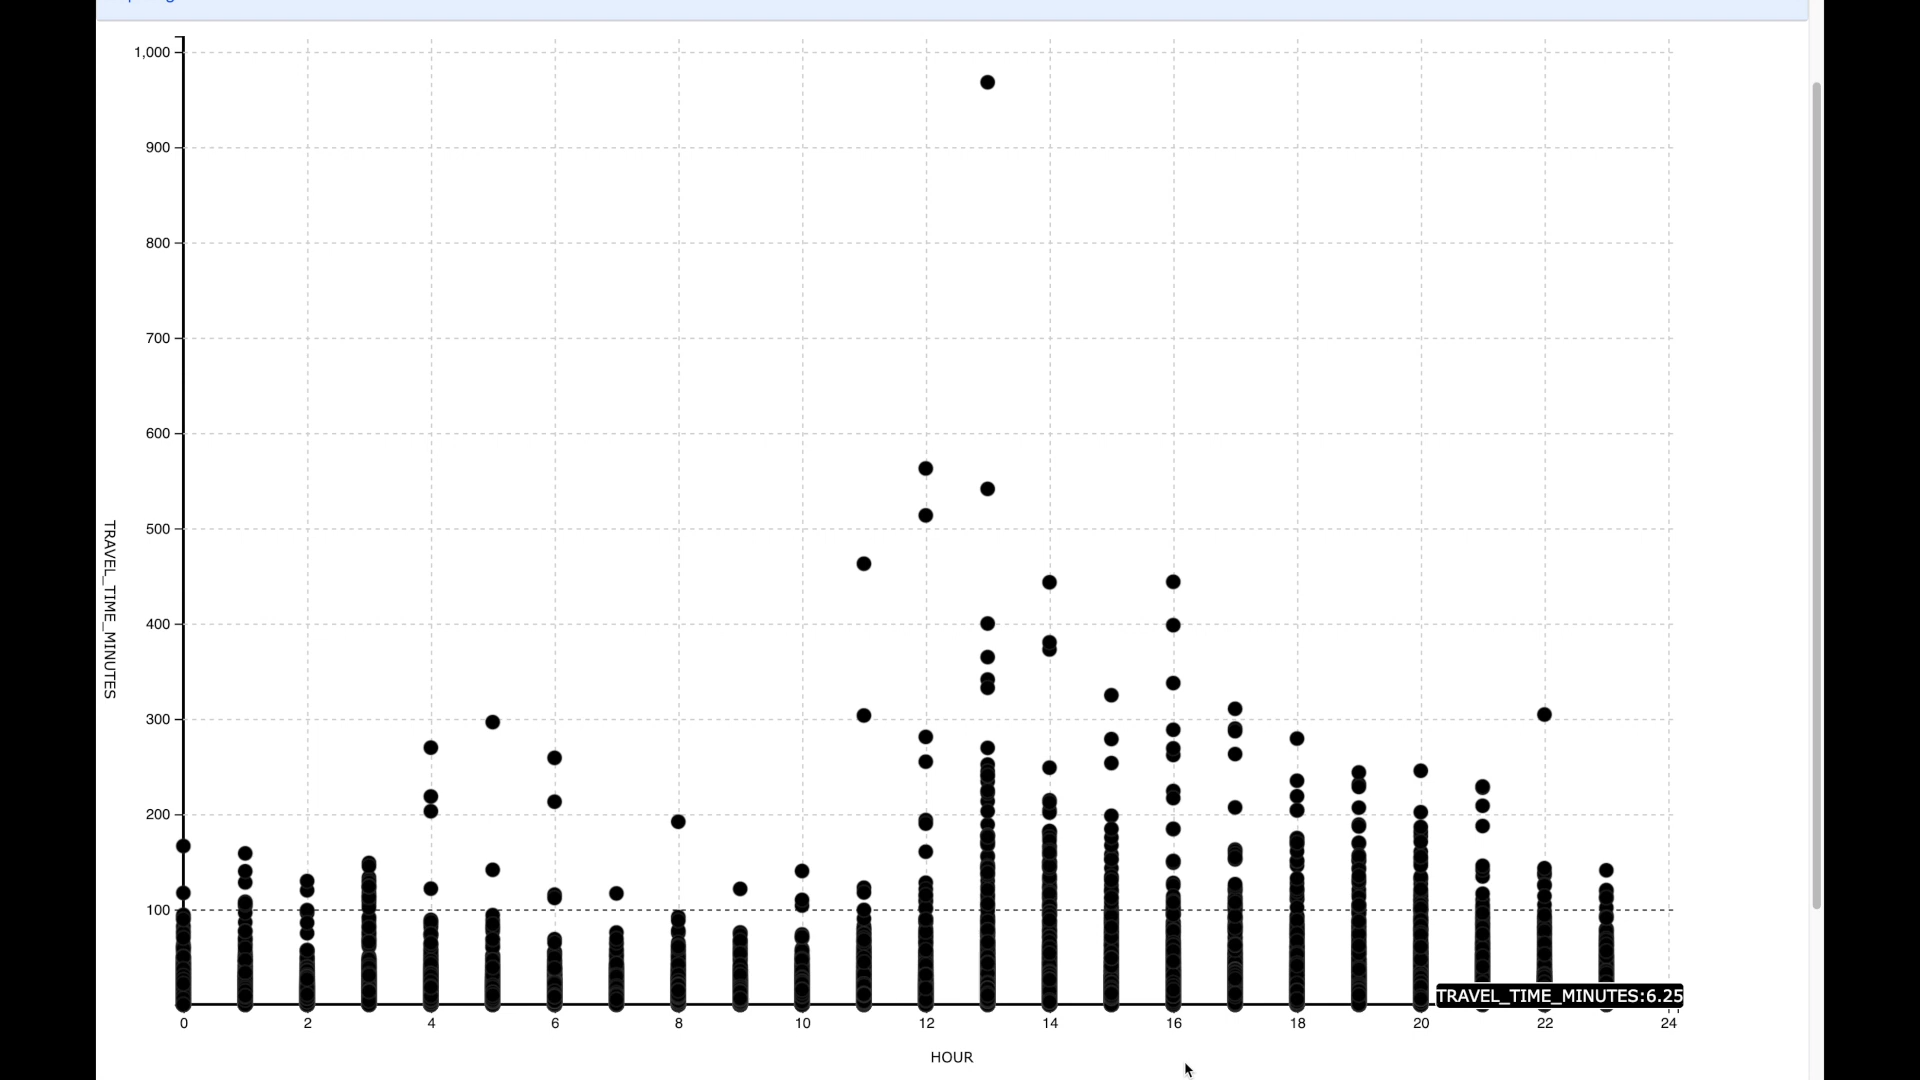 1,000
900
800
700
600
500
400
300
200
100
TRAVEL_TIME_MINUTES
TRAVEL_TIME_MINUTES:6.25
0 2 4 6 8 10 12 14 16 18 20 22 24
HOUR